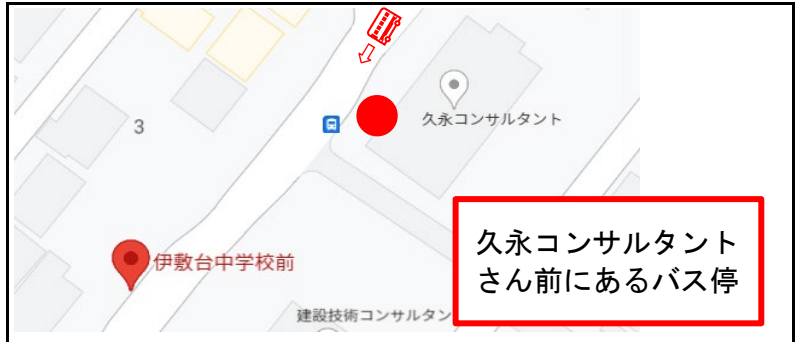 久永コンサルタント
3
伊敷台中学校前
久永コンサルタント
さん前にあるバス停
建設技術コンサルタン